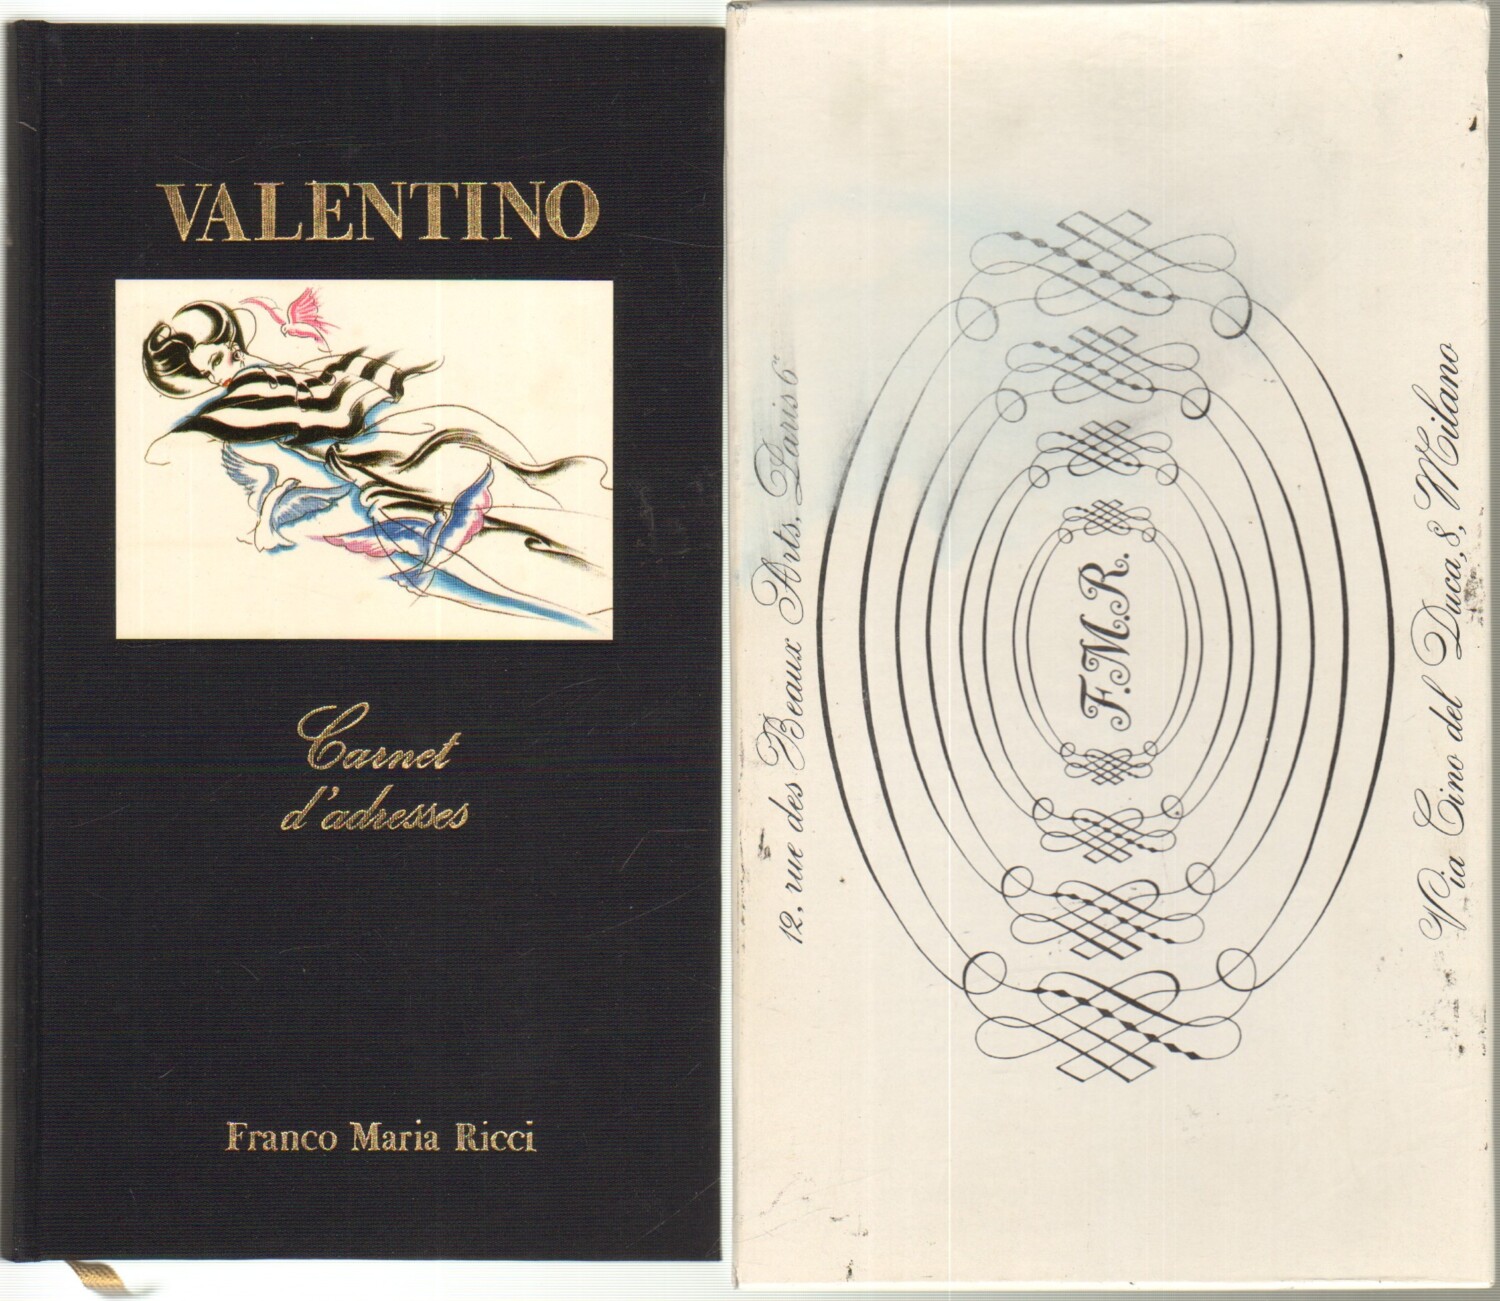 VALENTINO
Carnet
d'adresses
Franco Maria Ricci
12, rue des Beaux Arts, Paris 6e
F.M.R.
Via Cino del Duca, 8, Milano